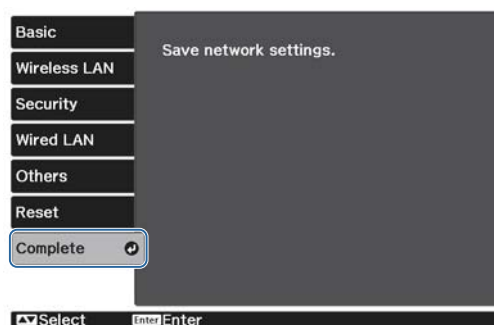 Basic
Save network settings.
Wireless LAN
Security
Wired LAN
Others
Reset
Complete
Select Enter Enter